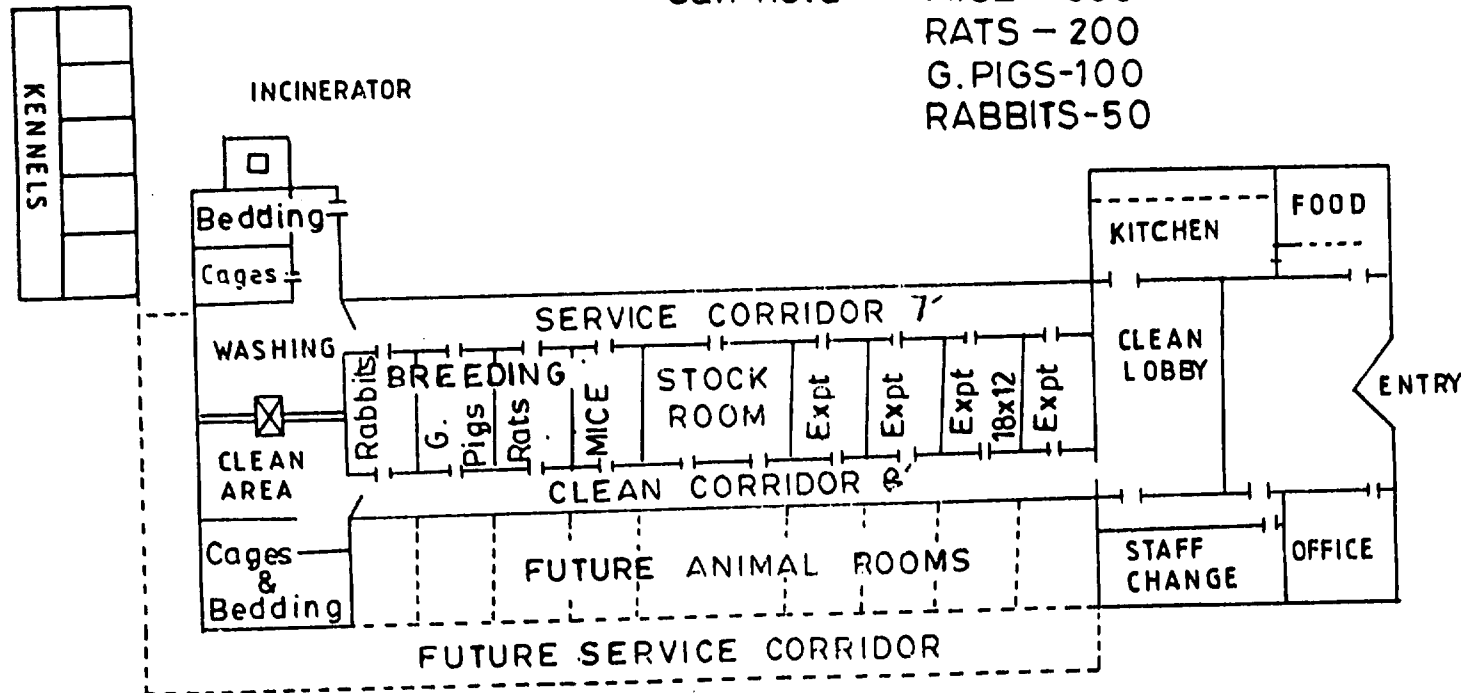 RATS – 200
G.PIGS-100
RABBITS-50
KENNELS
INCINERATOR
Bedding
Cages
KITCHEN
FOOD
SERVICE CORRIDOR 7'
WASHING
Rabbits
BREEDING
G.
Pigs
Rats
MICE
STOCK
ROOM
Expt
Expt
Expt
18x12
Expt
CLEAN
LOBBY
ENTRY
CLEAN
AREA
CLEAN CORRIDOR
Cages
&
Bedding
FUTURE ANIMAL ROOMS
STAFF
CHANGE
OFFICE
FUTURE SERVICE CORRIDOR